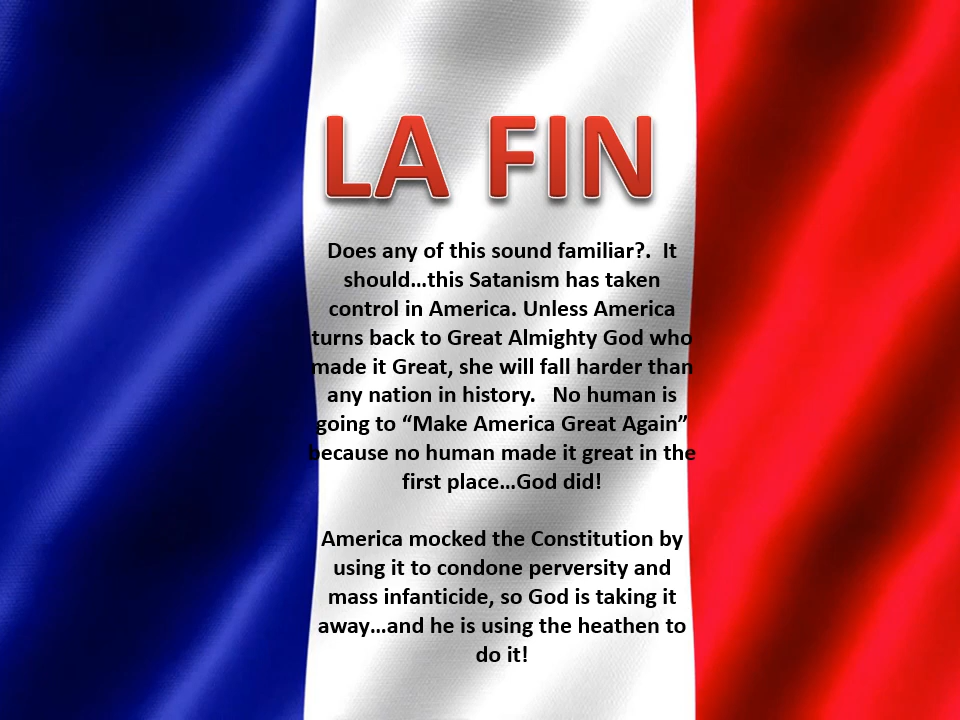 LA FIN
Does any of this sound familiar?.  It
should…this Satanism has taken
control in America. Unless America
turns back to Great Almighty God who
made it Great, she will fall harder than
any nation in history.   No human is
going to “Make America Great Again”
because no human made it great in the
first place…God did!
America mocked the Constitution by
using it to condone perversity and
mass infanticide, so God is taking it
away…and he is using the heathen to
do it!